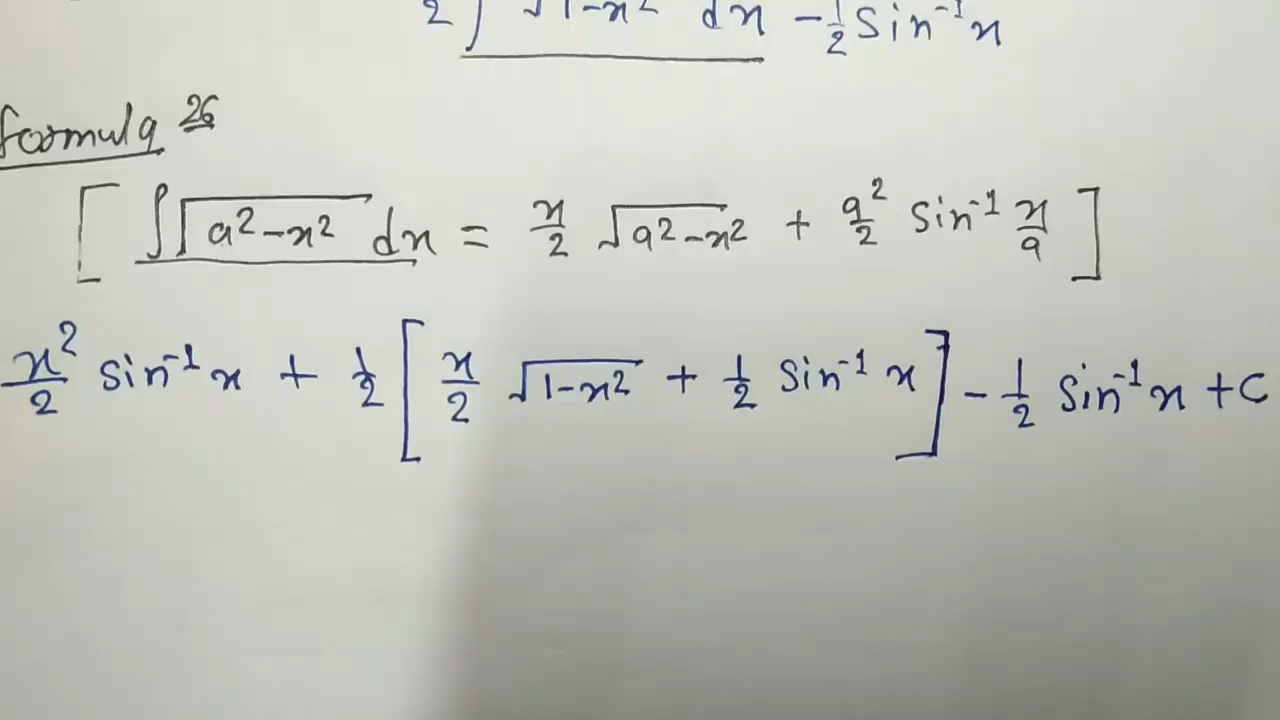 2 ∫ √1-x² dx - 1/2 Sin⁻¹x
formula 26
[ ∫√a²-x² dx = x/2 √a²-x² + a²/2 Sin⁻¹ x/a ]
x²/2 Sin⁻¹x + 1/2 [ x/2 √1-x² + 1/2 Sin⁻¹ x ] - 1/2 Sin⁻¹x + C